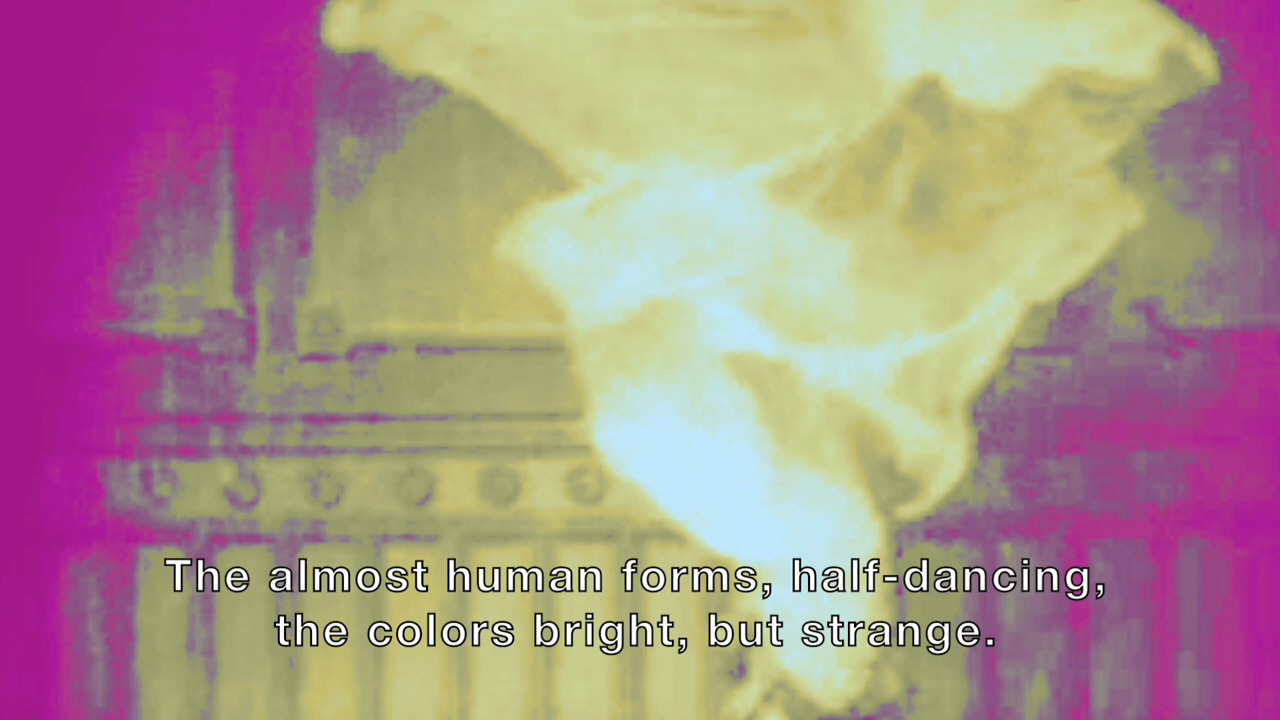 The almost human forms, half-dancing,
the colors bright, but strange.